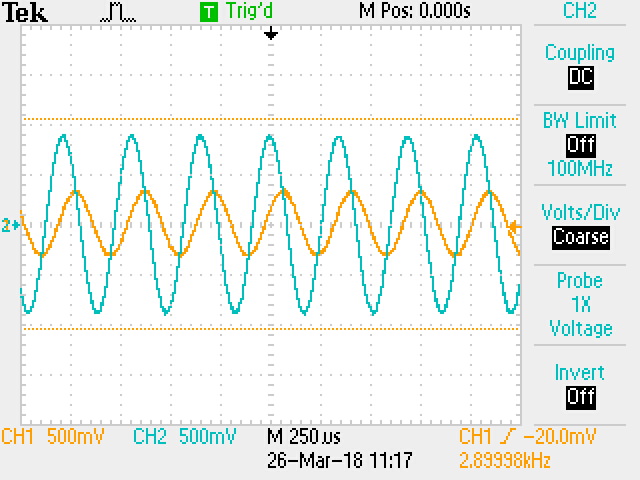 Tek T Trig'd M Pos: 0.000s CH2
Coupling
DC
BW Limit
Off
100MHz
2
Volts/Div
Coarse
Probe
1X
Voltage
Invert
Off
CH1 500mV CH2 500mV M 250µs CH1 -20.0mV
26-Mar-18 11:17 2.89998kHz